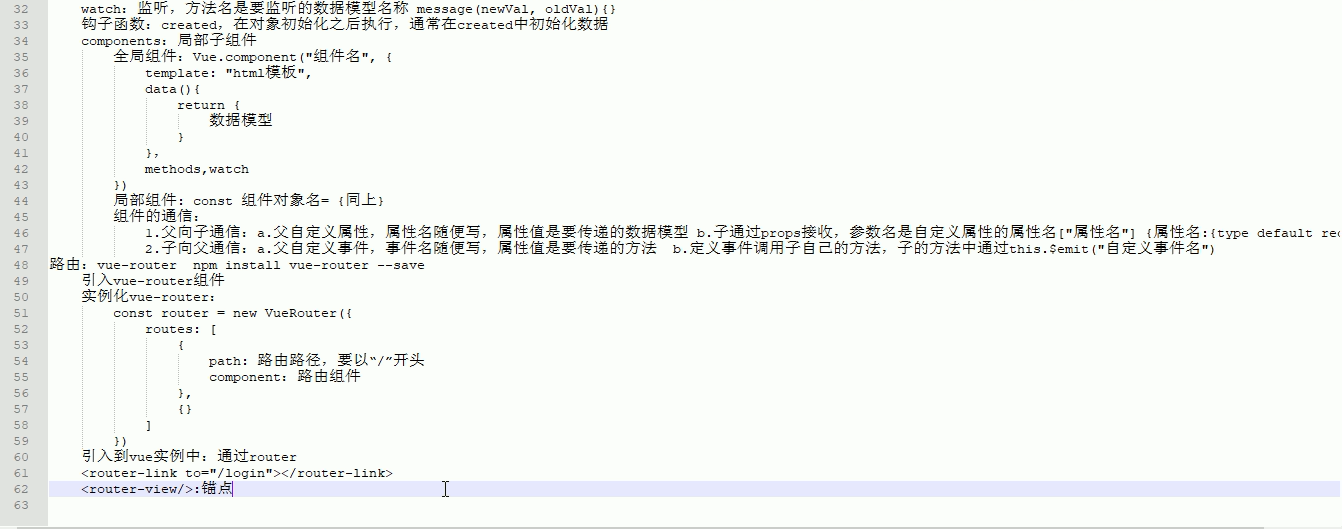 32 watch: 监听，方法名是要监听的数据模型名称 message(newVal, oldVal){}
33 钩子函数: created，在对象初始化之后执行，通常在created中初始化数据
34 components: 局部子组件
35 全局组件: Vue.component("组件名", {
36 template: "html模板",
37 data(){
38 return {
39 数据模型
40 }
41 },
42 methods,watch
43 })
44 局部组件: const 组件对象名= {同上}
45 组件的通信:
46 1.父向子通信: a.父自定义属性，属性名随便写，属性值是要传递的数据模型 b.子通过props接收，参数名是自定义属性的属性名["属性名"] {属性名:{type default
47 2.子向父通信: a.父自定义事件，事件名随便写，属性值是要传递的方法 b.定义事件调用子自己的方法，子的方法中通过this.$emit("自定义事件名")
48 路由: vue-router npm install vue-router --save
49 引入vue-router组件
50 实例化vue-router:
51 const router = new VueRouter({
52 routes: [
53 {
54 path: 路由路径，要以“/”开头
55 component: 路由组件
56 },
57 {}
58 ]
59 })
60 引入到vue实例中: 通过router
61 <router-link to="/login"></router-link>
62 <router-view/>:锚点
63